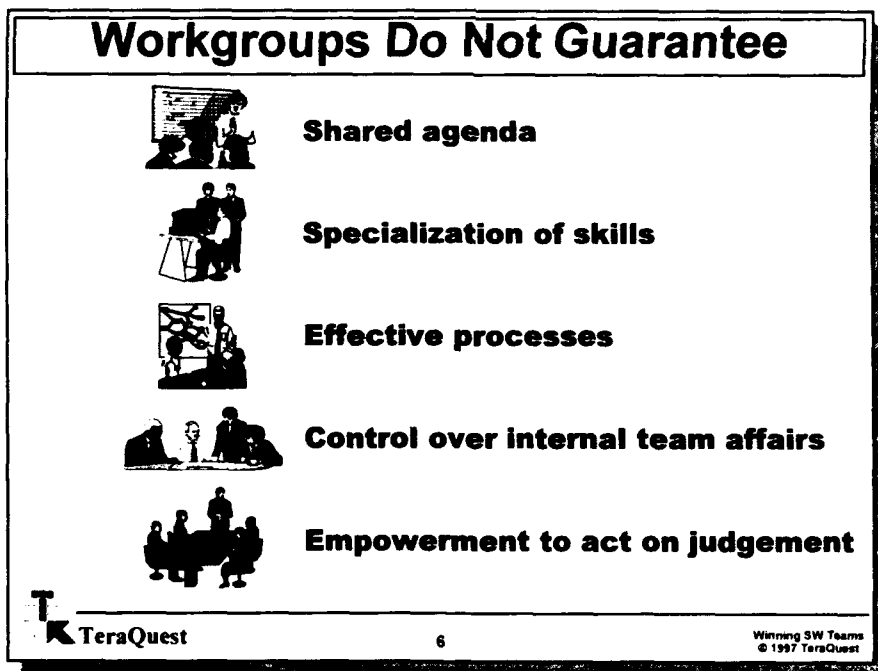 Workgroups Do Not Guarantee
Shared agenda
Specialization of skills
Effective processes
Control over internal team affairs
Empowerment to act on judgement
TeraQuest
6
Winning SW Teams
© 1997 TeraQuest